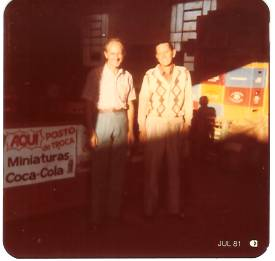 AQUI POSTO
DE TROCA
Miniaturas
Coca-Cola
JUL 81